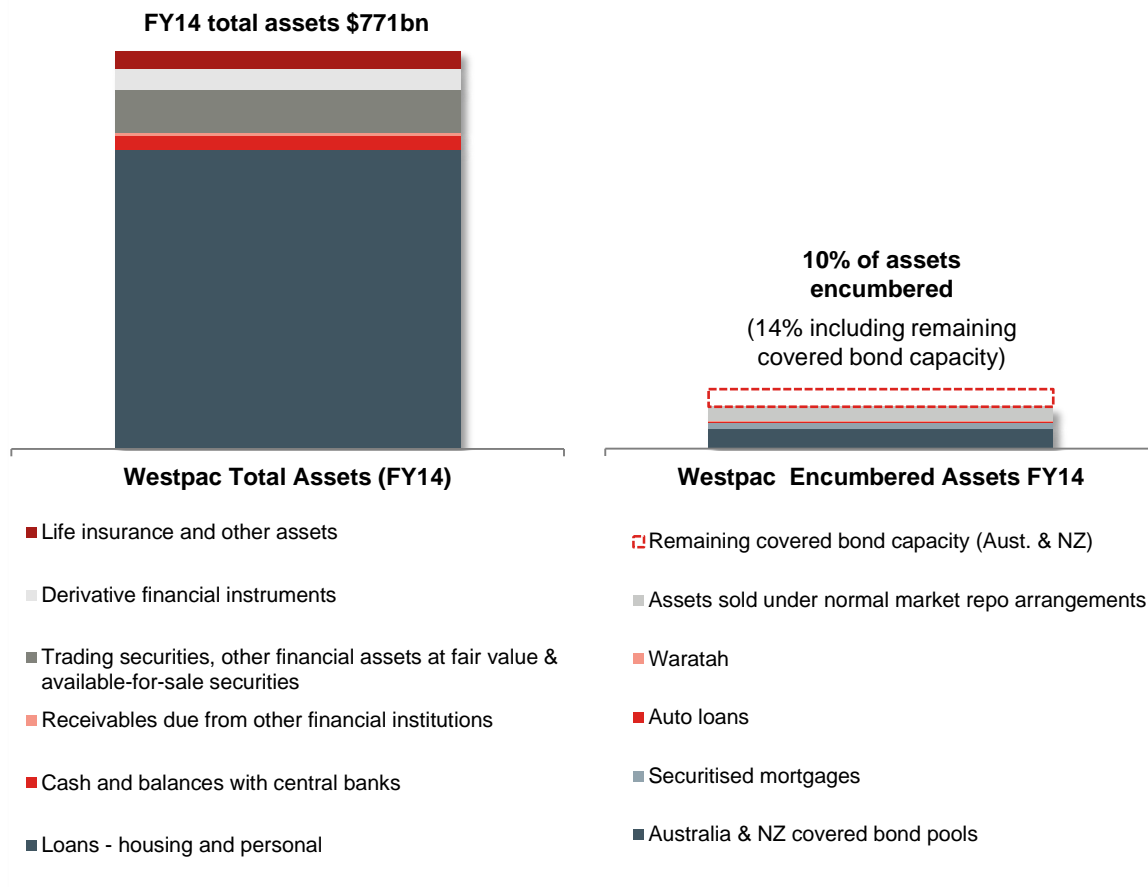 FY14 total assets $771bn
Westpac Total Assets (FY14)
Life insurance and other assets
Derivative financial instruments
Trading securities, other financial assets at fair value &
available-for-sale securities
Receivables due from other financial institutions
Cash and balances with central banks
Loans - housing and personal
10% of assets
encumbered
(14% including remaining
covered bond capacity)
Westpac  Encumbered Assets FY14
Remaining covered bond capacity (Aust. & NZ)
Assets sold under normal market repo arrangements
Waratah
Auto loans
Securitised mortgages
Australia & NZ covered bond pools